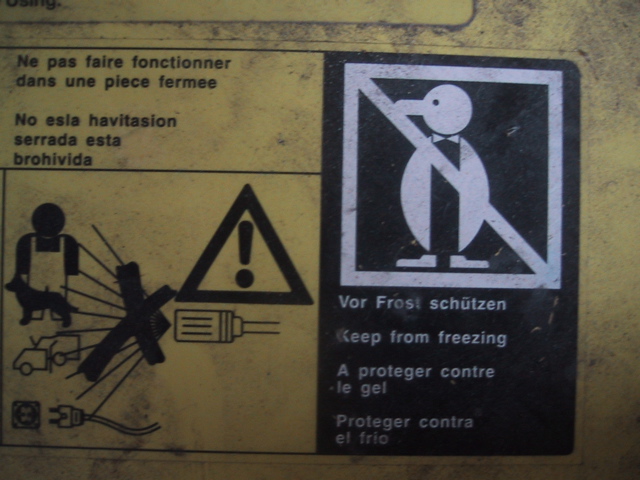 Using.
Ne pas faire fonctionner
dans une piece fermee
No esla havitasion
serrada esta
brohivida
Vor Frost schützen
Keep from freezing
A proteger contre
le gel
Proteger contra
el frio